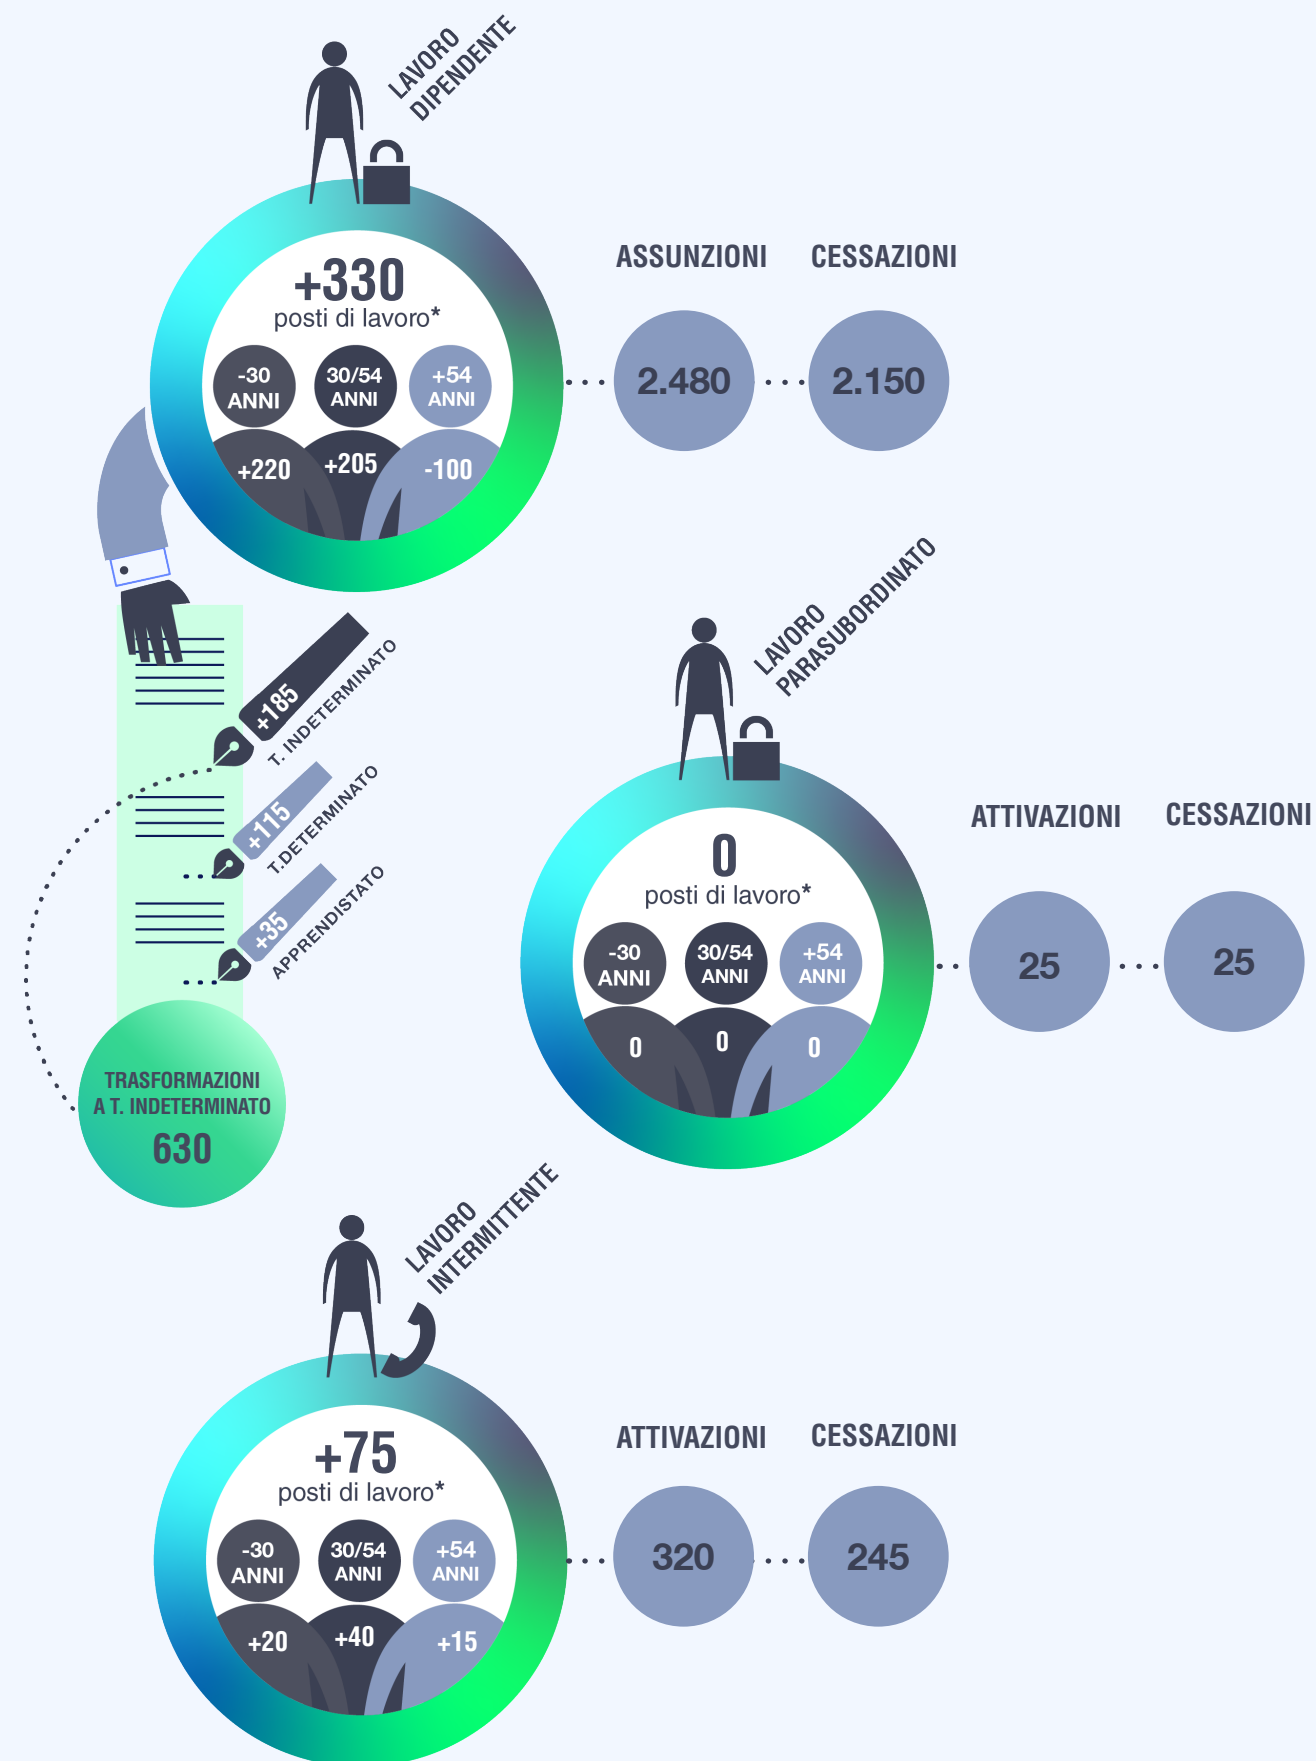 LAVORO
DIPENDENTE
+330
posti di lavoro*
-30
ANNI
30/54
ANNI
+54
ANNI
+220
+205
-100
ASSUNZIONI
CESSAZIONI
2.480
2.150
+185
T. INDETERMINATO
+115
T.DETERMINATO
+35
APPRENDISTATO
TRASFORMAZIONI
A T. INDETERMINATO
630
LAVORO
PARASUBORDINATO
0
posti di lavoro*
-30
ANNI
30/54
ANNI
+54
ANNI
0
0
0
ATTIVAZIONI
CESSAZIONI
25
25
LAVORO
INTERMITTENTE
+75
posti di lavoro*
-30
ANNI
30/54
ANNI
+54
ANNI
+20
+40
+15
ATTIVAZIONI
CESSAZIONI
320
245